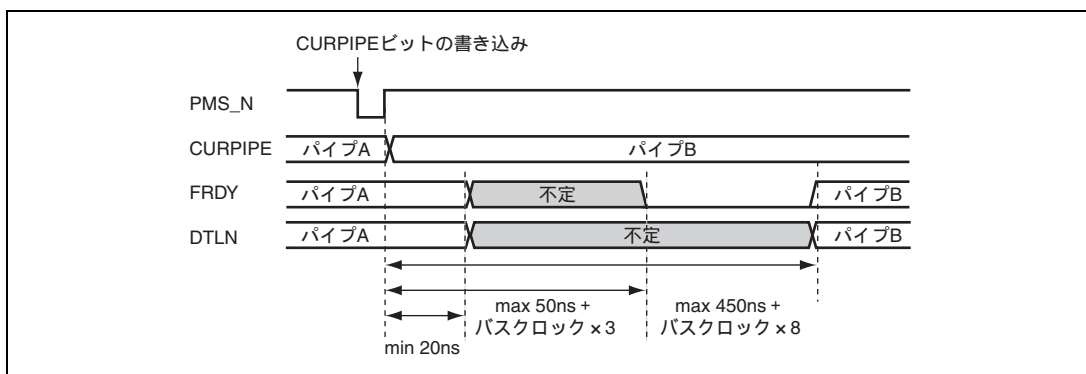 CURPIPEビットの書き込み
PMS_N
CURPIPE パイプA パイプB
FRDY パイプA 不定 パイプB
DTLN パイプA 不定 パイプB
max 50ns + max 450ns +
バスクロック×3 バスクロック×8
min 20ns